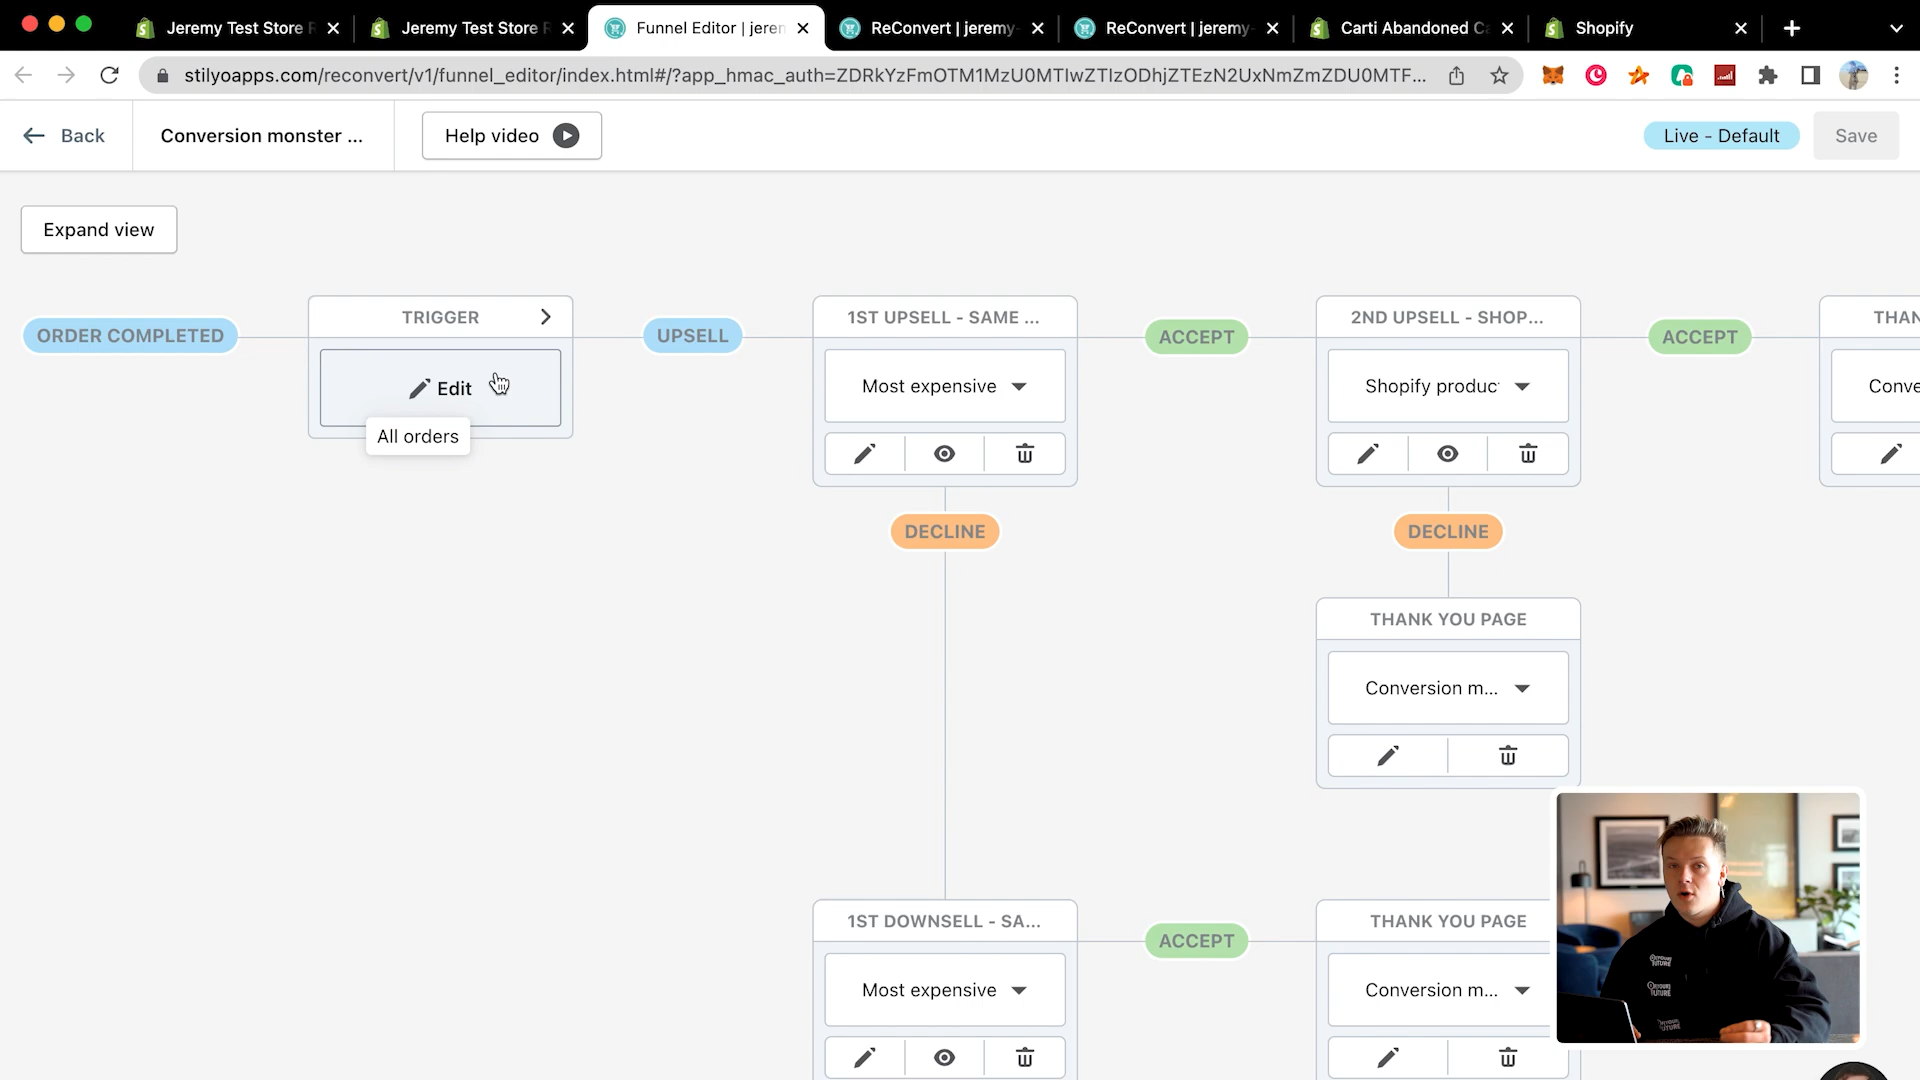 Jeremy Test Store R
Jeremy Test Store R
Funnel Editor | jerem
ReConvert | jeremy-
ReConvert | jeremy-
Carti Abandoned Ca
Shopify
stilyoapps.com/reconvert/v1/funnel_editor/index.html#/?app_hmac_auth=ZDRkYzFmOTM1MzU0MTIwZTIzODhjZTEzN2UxNmZmZDU0MTF...
Back
Conversion monster ...
Help video
Live - Default
Save
Expand view
ORDER COMPLETED
TRIGGER
Edit
All orders
UPSELL
1ST UPSELL - SAME ...
Most expensive
ACCEPT
2ND UPSELL - SHOP...
Shopify produc
ACCEPT
THAN
Conve
DECLINE
DECLINE
THANK YOU PAGE
Conversion m...
1ST DOWNSELL - SA...
Most expensive
ACCEPT
THANK YOU PAGE
Conversion m...